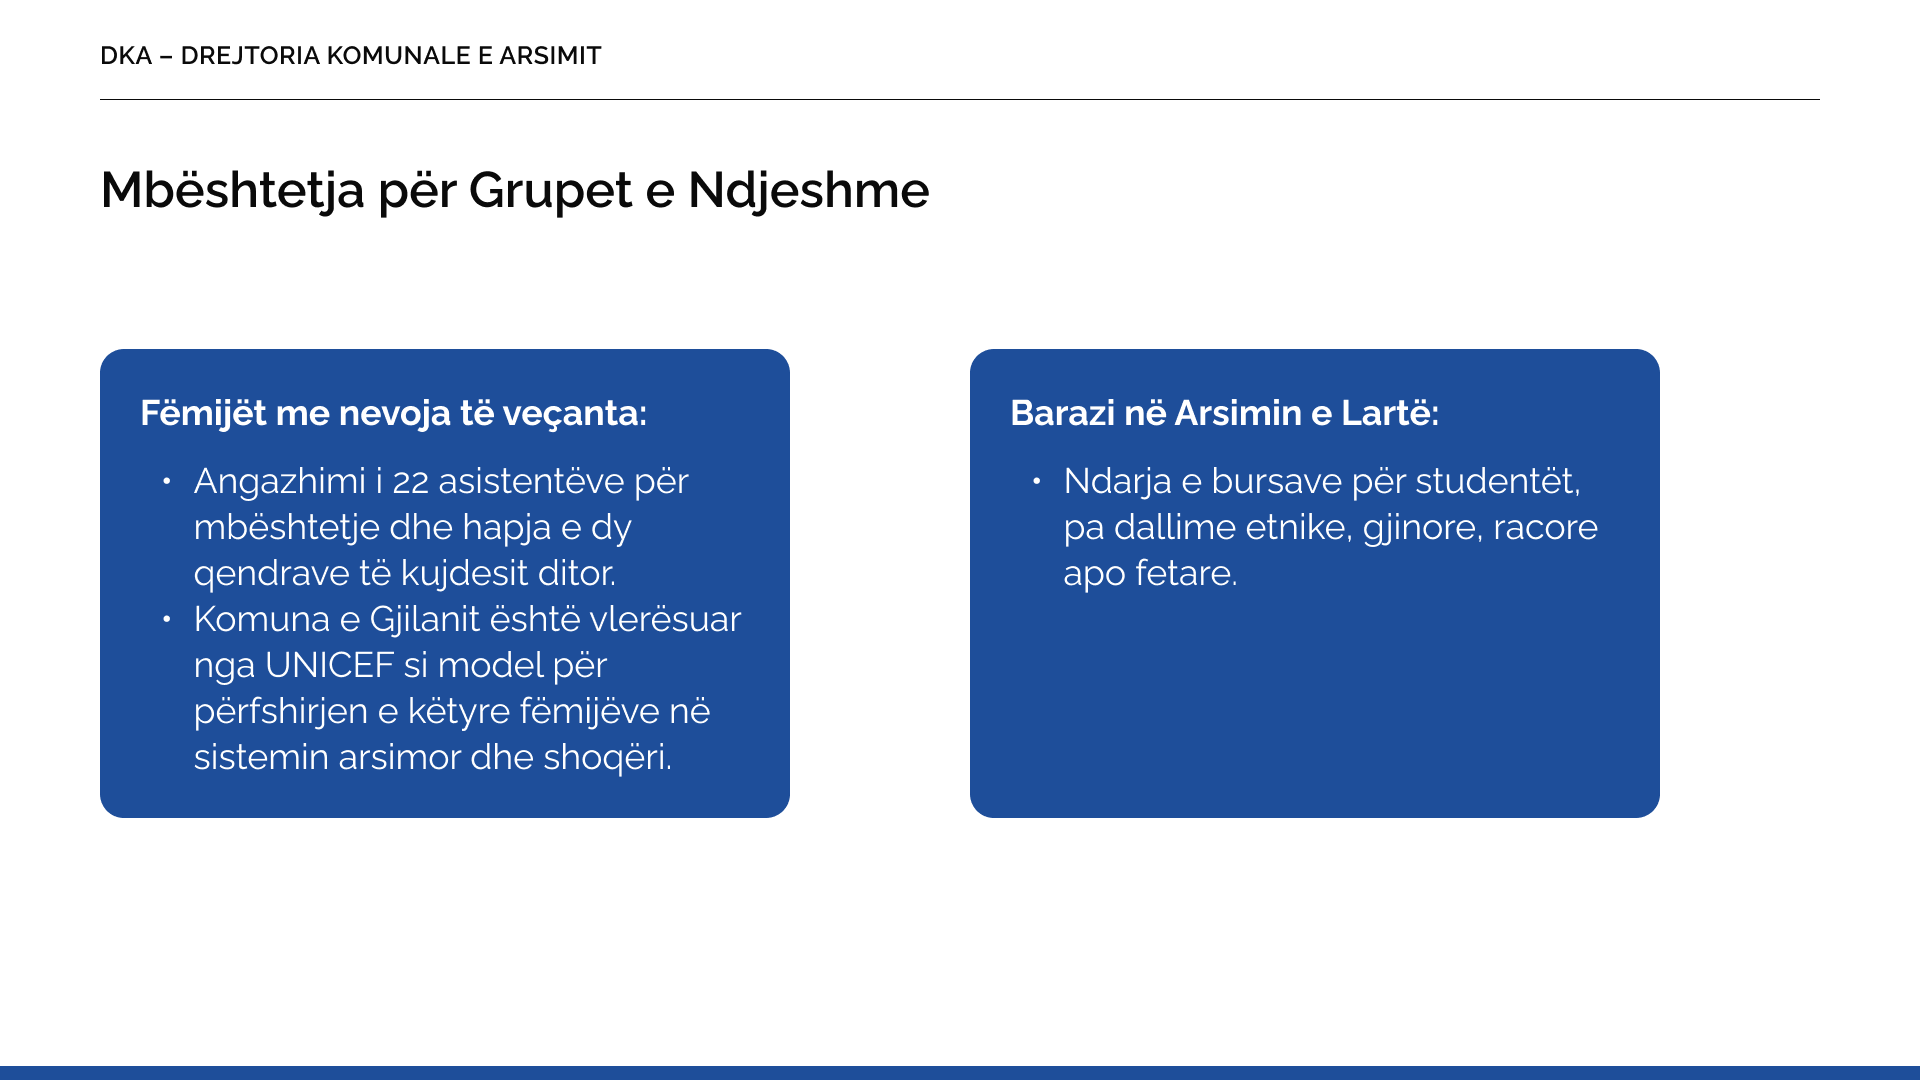 DKA – DREJTORIA KOMUNALE E ARSIMIT
Mbështetja për Grupet e Ndjeshme
Fëmijët me nevoja të veçanta:
• Angazhimi i 22 asistentëve për
mbështetje dhe hapja e dy
qendrave të kujdesit ditor.
• Komuna e Gjilanit është vlerësuar
nga UNICEF si model për
përfshirjen e këtyre fëmijëve në
sistemin arsimor dhe shoqëri.
Barazi në Arsimin e Lartë:
• Ndarja e bursave për studentët,
pa dallime etnike, gjinore, racore
apo fetare.